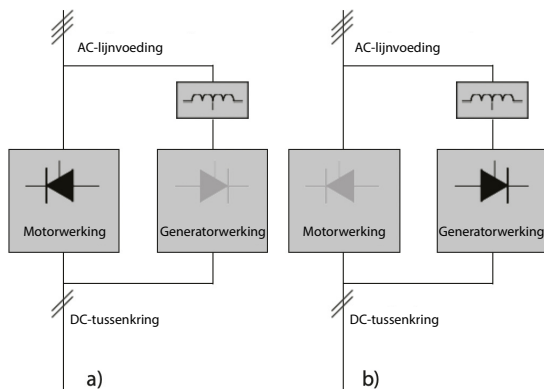 AC-lijnvoeding
Motorwerking
Generatorwerking
DC-tussenkring
a)
AC-lijnvoeding
Motorwerking
Generatorwerking
DC-tussenkring
b)